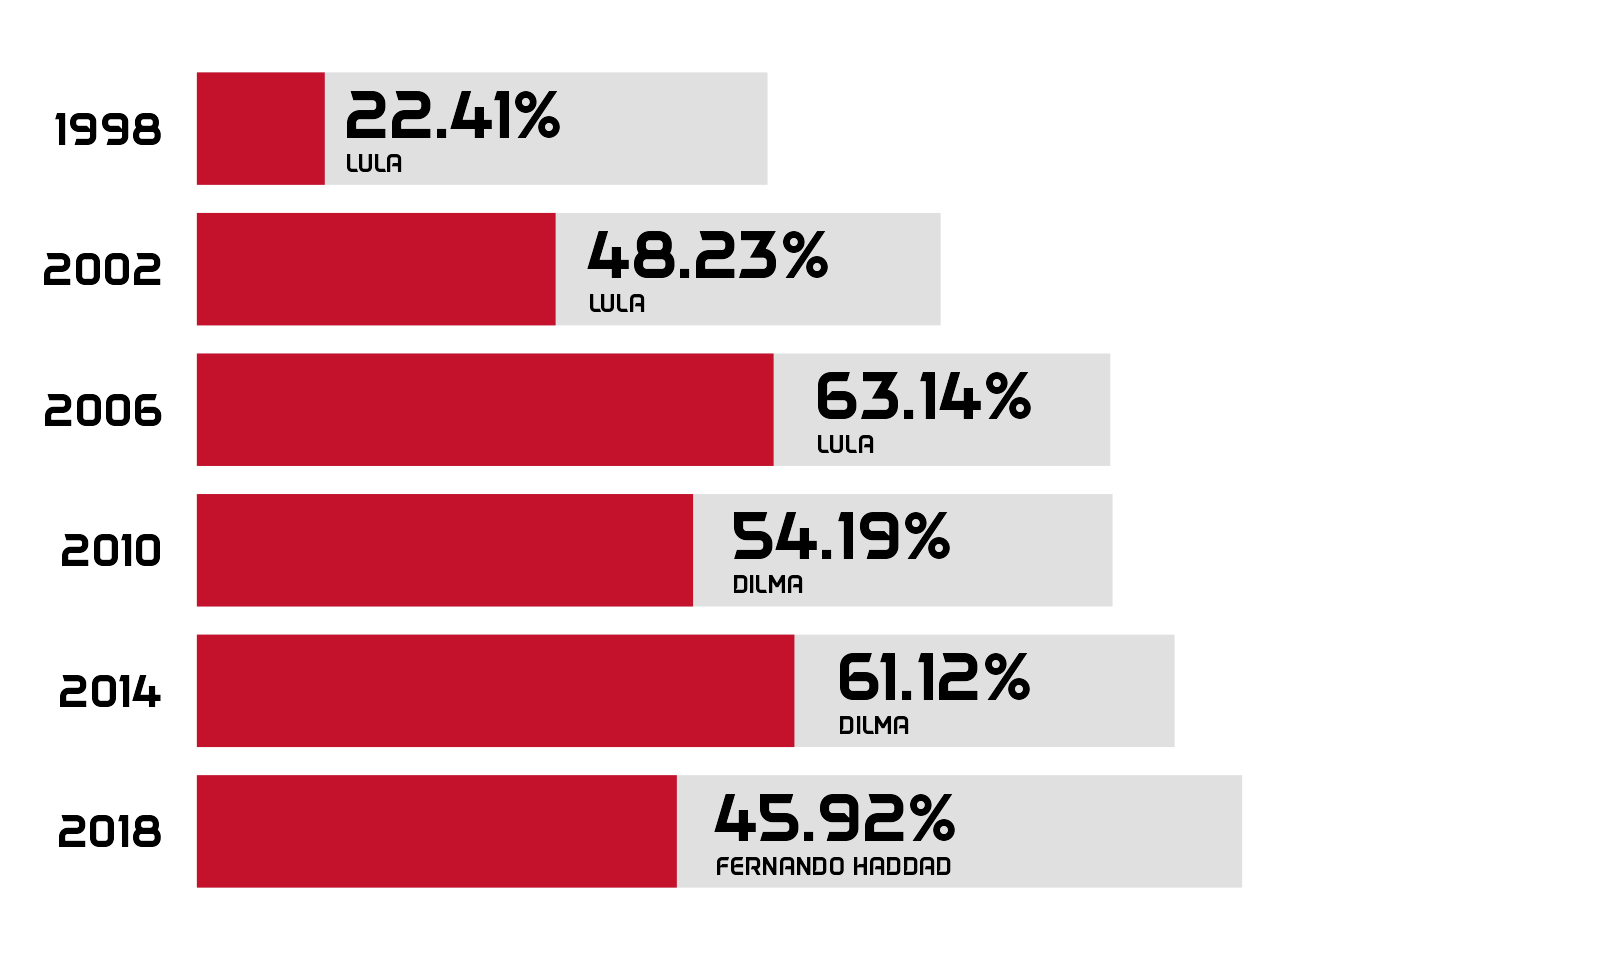 1998
22.41%
LULA
2002
48.23%
LULA
2006
63.14%
LULA
2010
54.19%
DILMA
2014
61.12%
DILMA
2018
45.92%
FERNANDO HADDAD